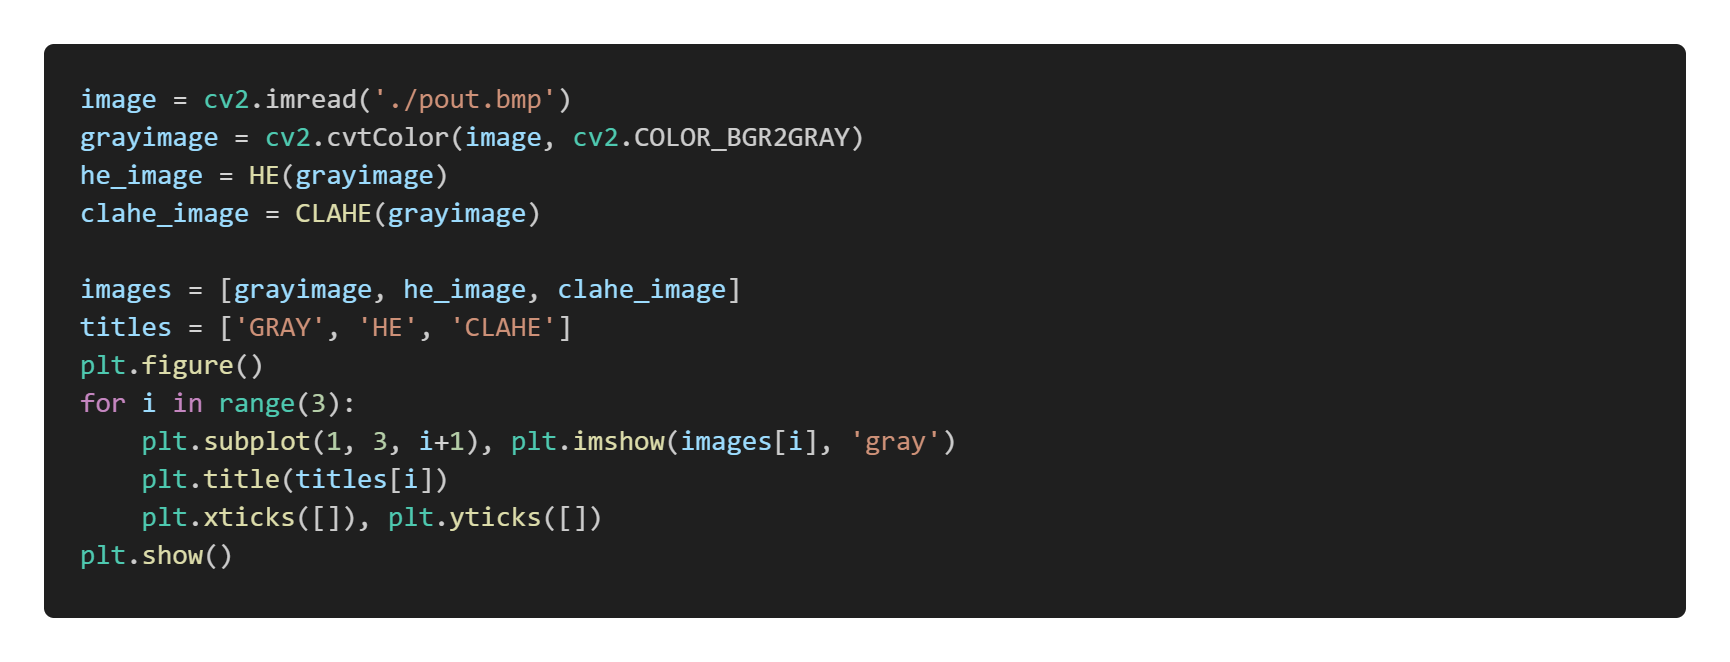 image = cv2.imread('./pout.bmp')
grayimage = cv2.cvtColor(image, cv2.COLOR_BGR2GRAY)
he_image = HE(grayimage)
clahe_image = CLAHE(grayimage)

images = [grayimage, he_image, clahe_image]
titles = ['GRAY', 'HE', 'CLAHE']
plt.figure()
for i in range(3):
    plt.subplot(1, 3, i+1), plt.imshow(images[i], 'gray')
    plt.title(titles[i])
    plt.xticks([]), plt.yticks([])
plt.show()